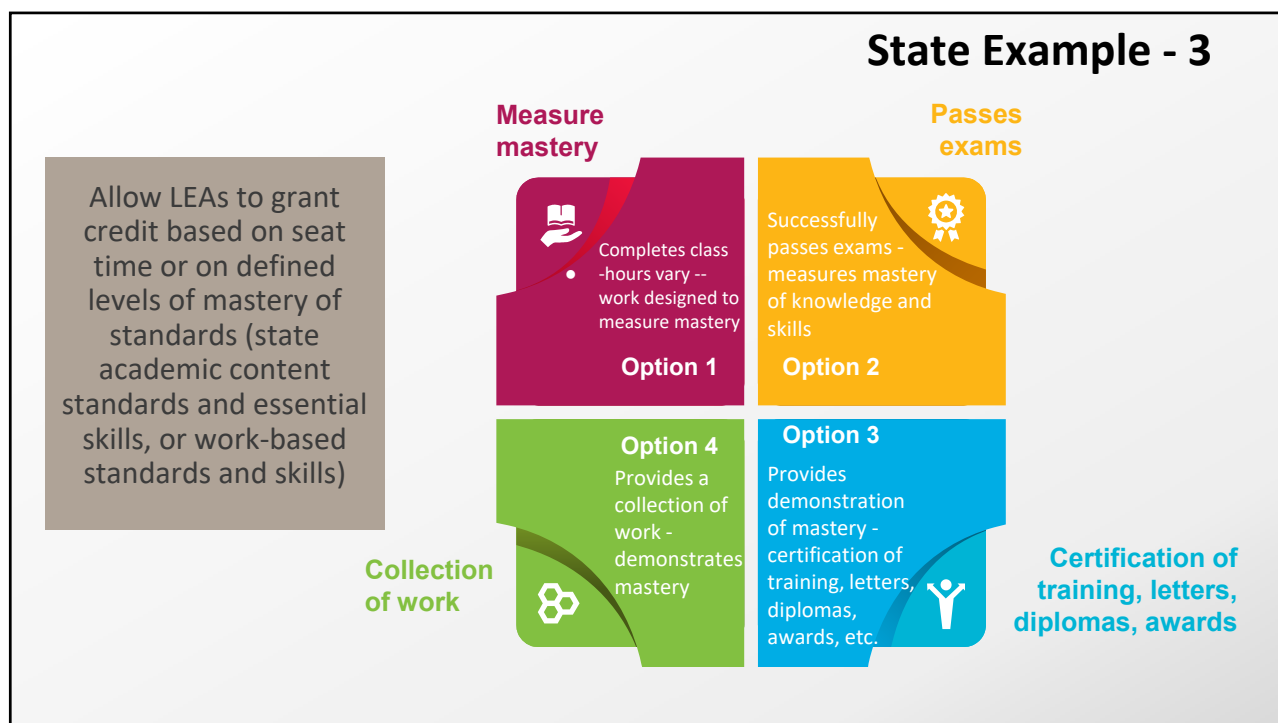 State Example - 3
Allow LEAs to grant
credit based on seat
time or on defined
levels of mastery of
standards (state
academic content
standards and essential
skills, or work-based
standards and skills)
Measure
mastery
• Completes class
-hours vary --
work designed to
measure mastery
Option 1
Passes
exams
Successfully
passes exams -
measures mastery
of knowledge and
skills
Option 2
Option 4
Provides a
collection of
work -
demonstrates
mastery
Collection
of work
Option 3
Provides
demonstration
of mastery -
certification of
training, letters,
diplomas,
awards, etc.
Certification of
training, letters,
diplomas, awards